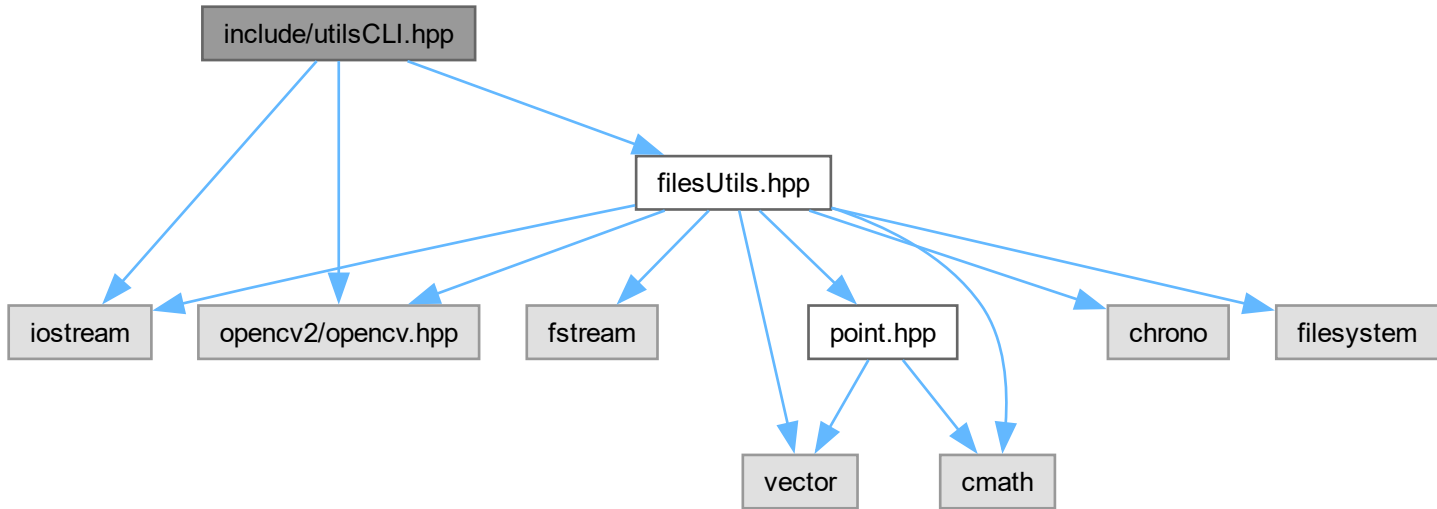 include/utilsCLI.hpp
filesUtils.hpp
iostream
opencv2/opencv.hpp
fstream
point.hpp
chrono
filesystem
vector
cmath